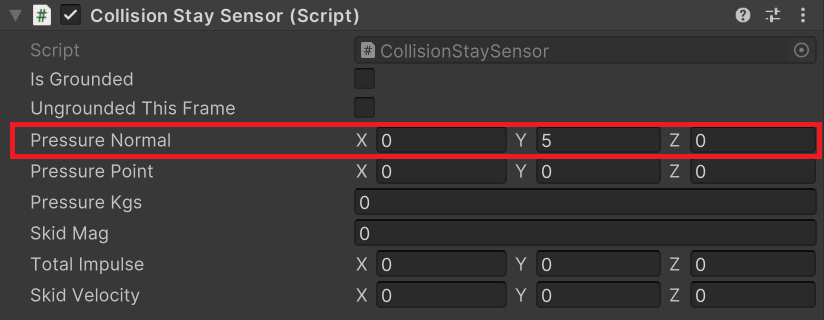 Collision Stay Sensor (Script)
Script # CollisionStaySensor
Is Grounded
Ungrounded This Frame
Pressure Normal X 0 Y 5 Z 0
Pressure Point X 0 Y 0 Z 0
Pressure Kgs 0
Skid Mag 0
Total Impulse X 0 Y 0 Z 0
Skid Velocity X 0 Y 0 Z 0